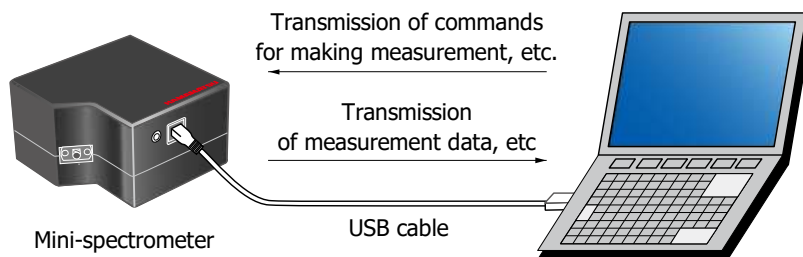 Transmission of commands
for making measurement, etc.
Transmission
of measurement data, etc
USB cable
Mini-spectrometer